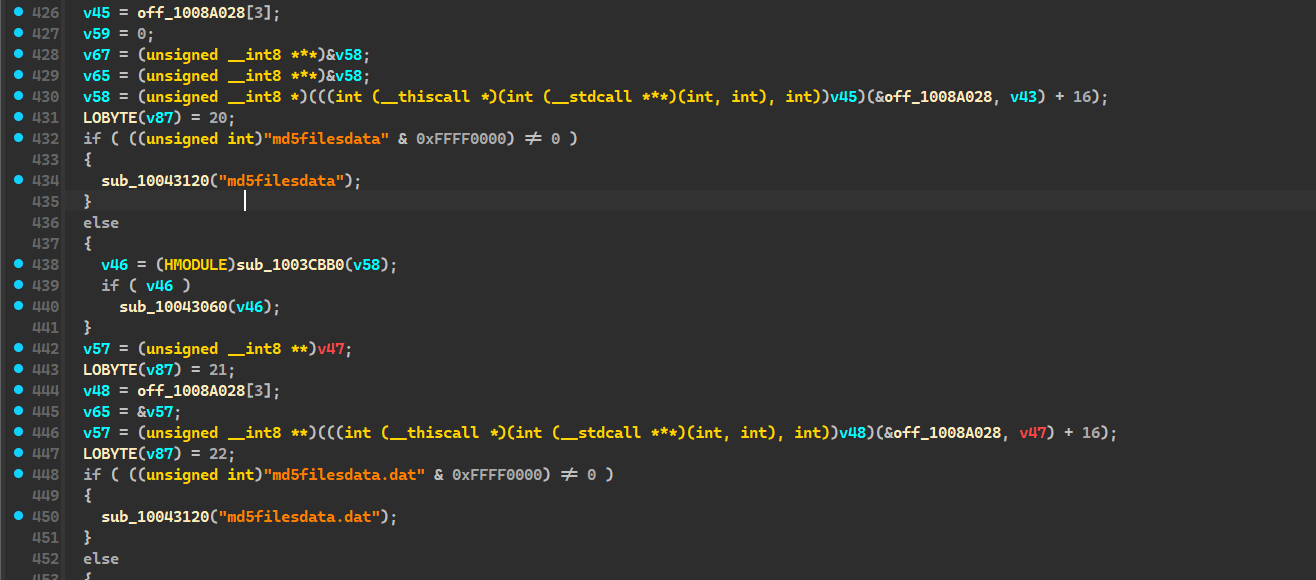 426 v45 = off_1008A028[3];
427 v59 = 0;
428 v67 = (unsigned __int8 ***)&v58;
429 v65 = (unsigned __int8 ***)&v58;
430 v58 = (unsigned __int8 *)(((int (__thiscall *)(int (__stdcall ***)(int, int), int))v45)(&off_1008A028, v43) + 16);
431 LOBYTE(v87) = 20;
432 if ( ((unsigned int)"md5filesdata" & 0xFFFF0000) ≠ 0 )
433 {
434 sub_10043120("md5filesdata");
435 }
436 else
437 {
438 v46 = (HMODULE)sub_1003CBB0(v58);
439 if ( v46 )
440 sub_10043060(v46);
441 }
442 v57 = (unsigned __int8 **)v47;
443 LOBYTE(v87) = 21;
444 v48 = off_1008A028[3];
445 v65 = &v57;
446 v57 = (unsigned __int8 **)(((int (__thiscall *)(int (__stdcall ***)(int, int), int))v48)(&off_1008A028, v47) + 16);
447 LOBYTE(v87) = 22;
448 if ( ((unsigned int)"md5filesdata.dat" & 0xFFFF0000) ≠ 0 )
449 {
450 sub_10043120("md5filesdata.dat");
451 }
452 else
453 {